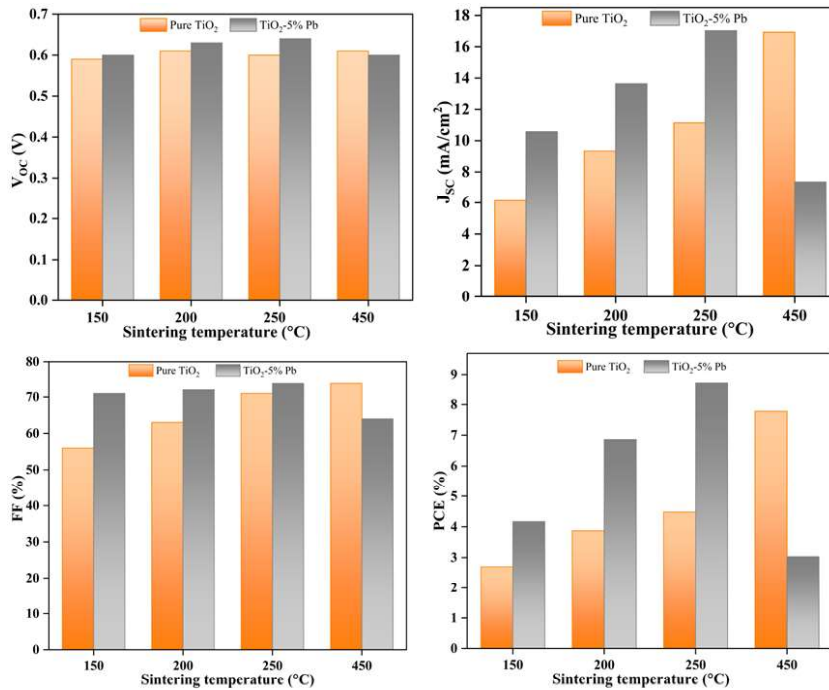 Pure TiO₂ TiO₂-5% Pb
V_OC (V)
0.7
0.6
0.5
0.4
0.3
0.2
0.1
0.0
150 200 250 450
Sintering temperature (°C)
Pure TiO₂ TiO₂-5% Pb
J_SC (mA/cm²)
18
16
14
12
10
8
6
4
2
0
150 200 250 450
Sintering temperature (°C)
Pure TiO₂ TiO₂-5% Pb
FF (%)
80
70
60
50
40
30
20
10
0
150 200 250 450
Sintering temperature (°C)
Pure TiO₂ TiO₂-5% Pb
PCE (%)
9
8
7
6
5
4
3
2
1
0
150 200 250 450
Sintering temperature (°C)